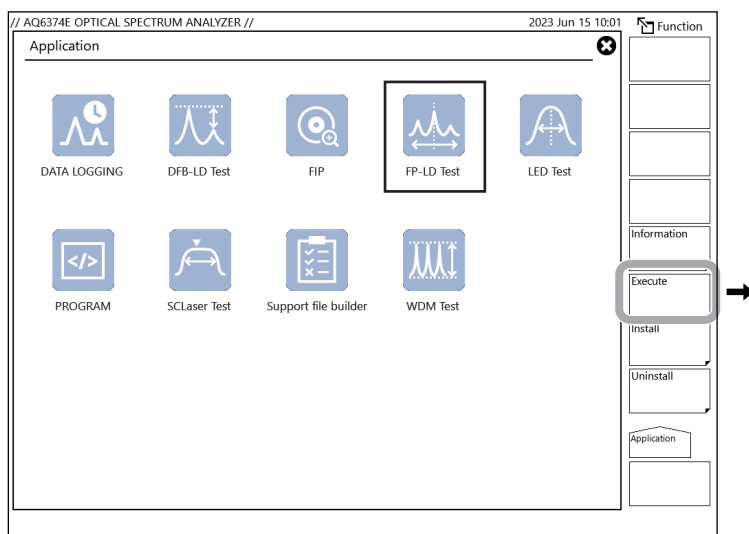 // AQ6374E OPTICAL SPECTRUM ANALYZER // 2023 Jun 15 10:01
Function
Application
DATA LOGGING DFB-LD Test FIP FP-LD Test LED Test
</>
PROGRAM SCLaser Test Support file builder WDM Test
Information
Execute
Install
Uninstall
Application